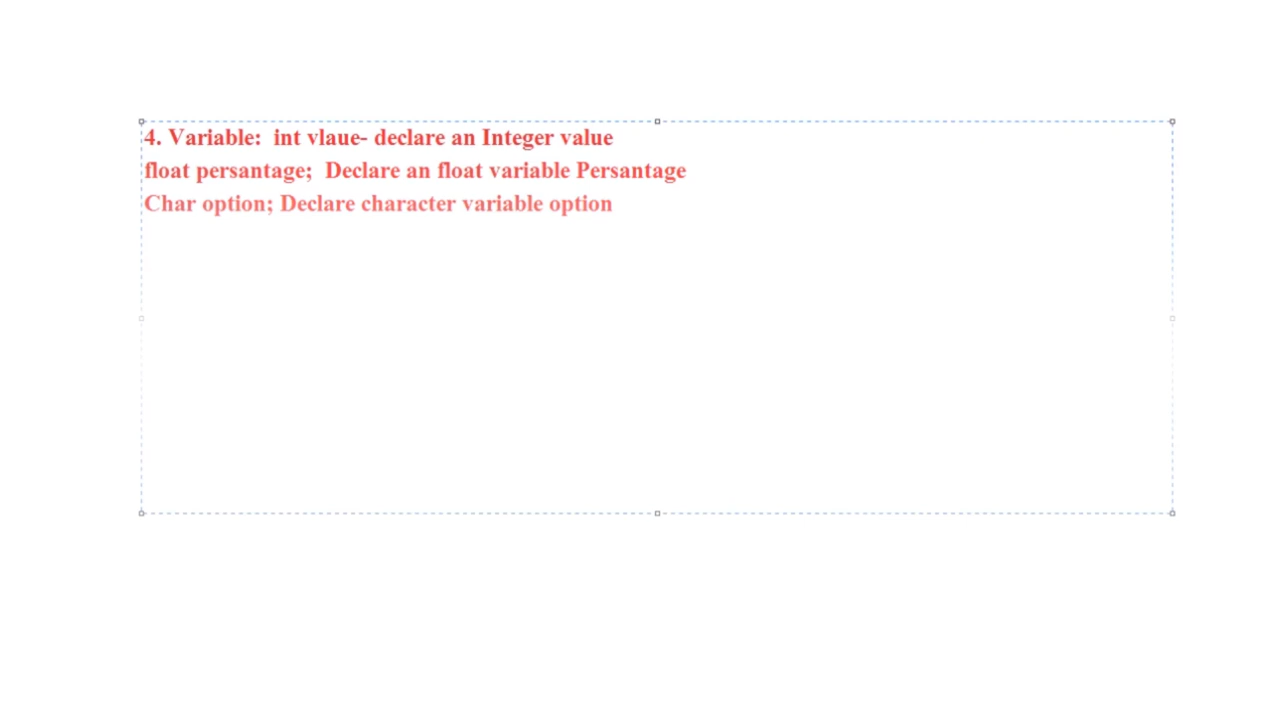 4. Variable:  int vlaue- declare an Integer value
float persantage;  Declare an float variable Persantage
Char option; Declare character variable option